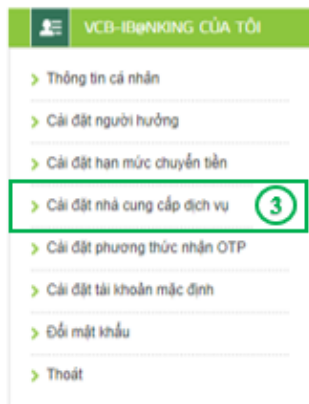 VCB-IB@NKING CỦA TÔI
Thông tin cá nhân
Cài đặt người hưởng
Cài đặt hạn mức chuyển tiền
Cài đặt nhà cung cấp dịch vụ 3
Cài đặt phương thức nhận OTP
Cài đặt tài khoản mặc định
Đổi mật khẩu
Thoát